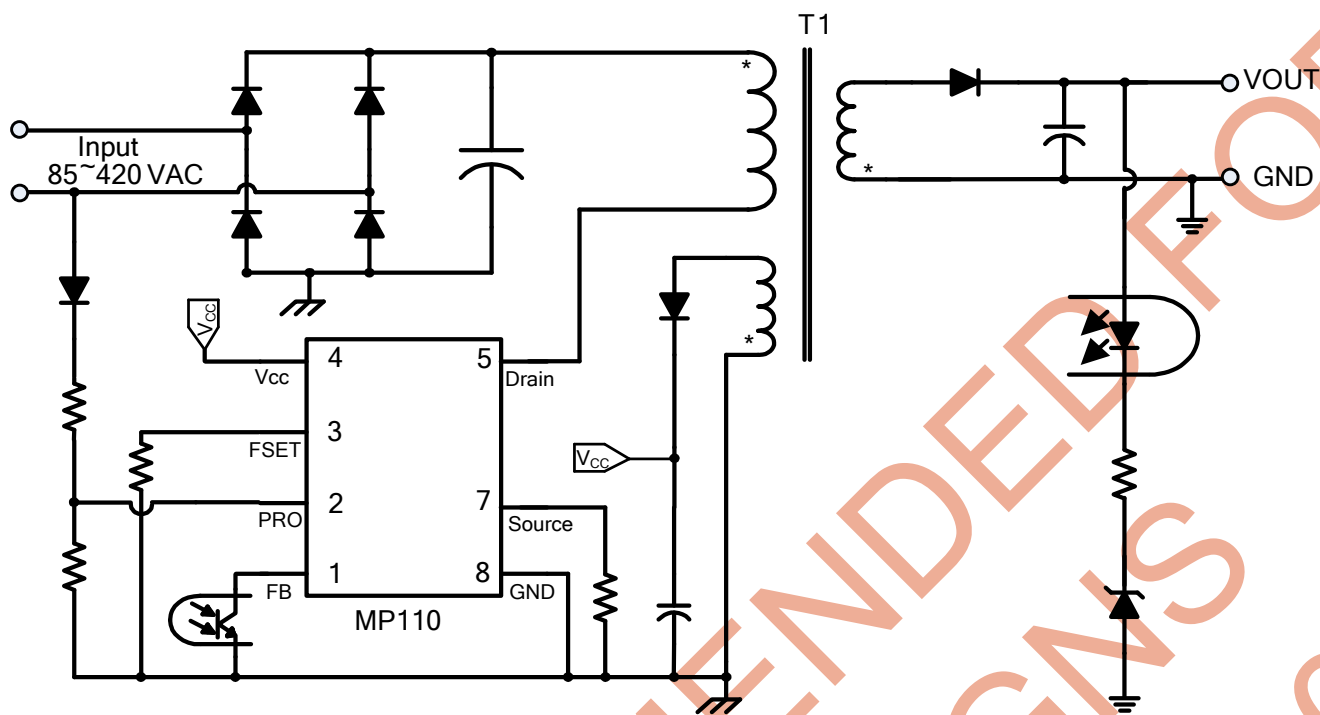 T1
*
VOUT
Input
85~420 VAC
*
GND
VCC
4
5
Vcc
Drain
*
3
FSET
VCC
2
7
PRO
Source
1
8
FB
GND
MP110
ENDED FO
GNS